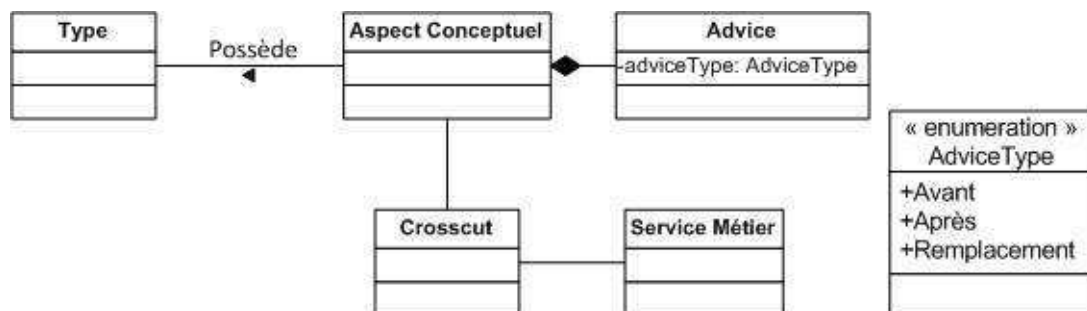 Type
Possède
Aspect Conceptuel
Advice
-adviceType: AdviceType
« enumeration »
AdviceType
+Avant
+Après
+Remplacement
Crosscut
Service Métier